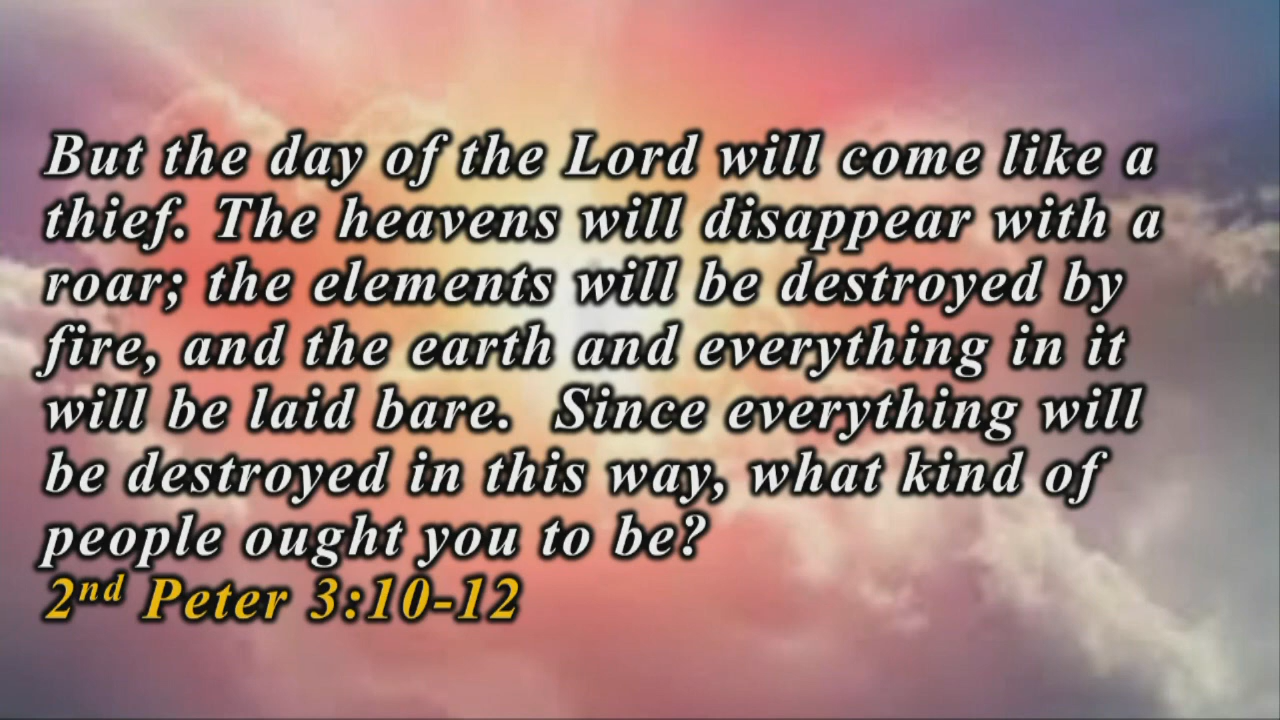 But the day of the Lord will come like a
thief. The heavens will disappear with a
roar; the elements will be destroyed by
fire, and the earth and everything in it
will be laid bare.  Since everything will
be destroyed in this way, what kind of
people ought you to be?
2nd Peter 3:10-12